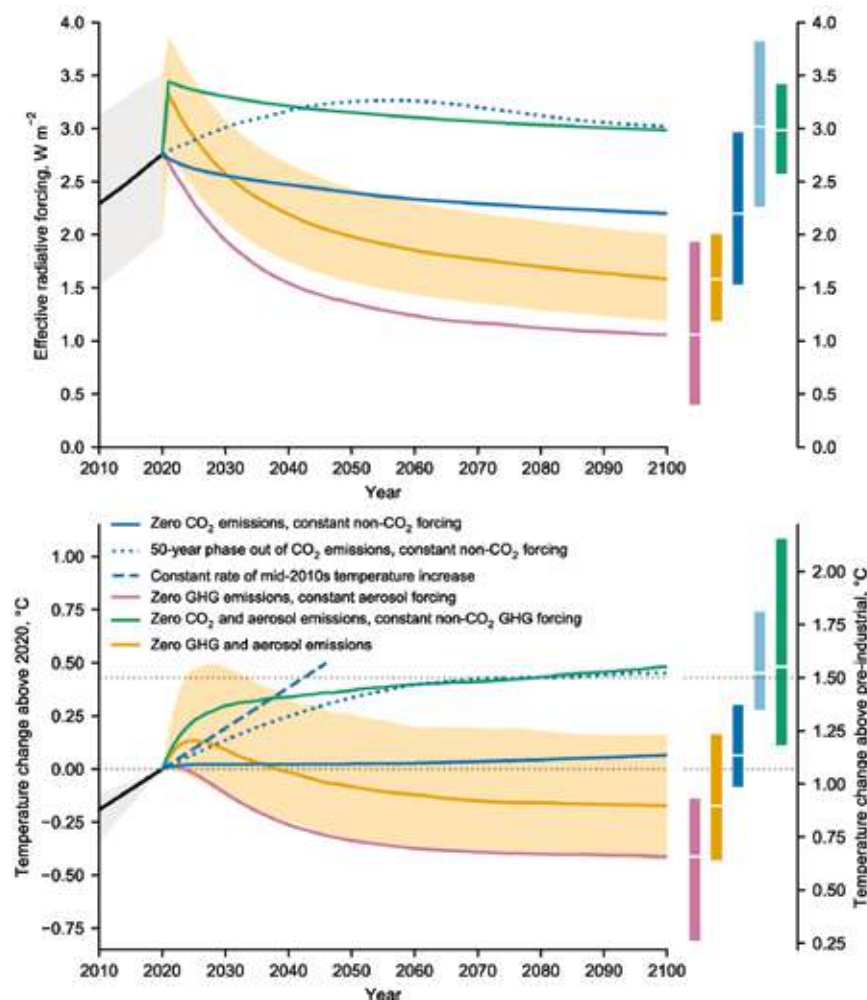 Effective radiative forcing, W m⁻²
4.0 4.0
3.5 3.5
3.0 3.0
2.5 2.5
2.0 2.0
1.5 1.5
1.0 1.0
0.5 0.5
0.0 0.0
2010 2020 2030 2040 2050 2060 2070 2080 2090 2100
Year
Zero CO₂ emissions, constant non-CO₂ forcing
50-year phase out of CO₂ emissions, constant non-CO₂ forcing
Constant rate of mid-2010s temperature increase
Zero GHG emissions, constant aerosol forcing
Zero CO₂ and aerosol emissions, constant non-CO₂ GHG forcing
Zero GHG and aerosol emissions
Temperature change above 2020, °C
1.00
0.75
0.50
0.25
0.00
−0.25
−0.50
−0.75
2.00
1.75
1.50
1.25
1.00
0.75
0.50
0.25
Temperature change above pre-industrial, °C
2010 2020 2030 2040 2050 2060 2070 2080 2090 2100
Year